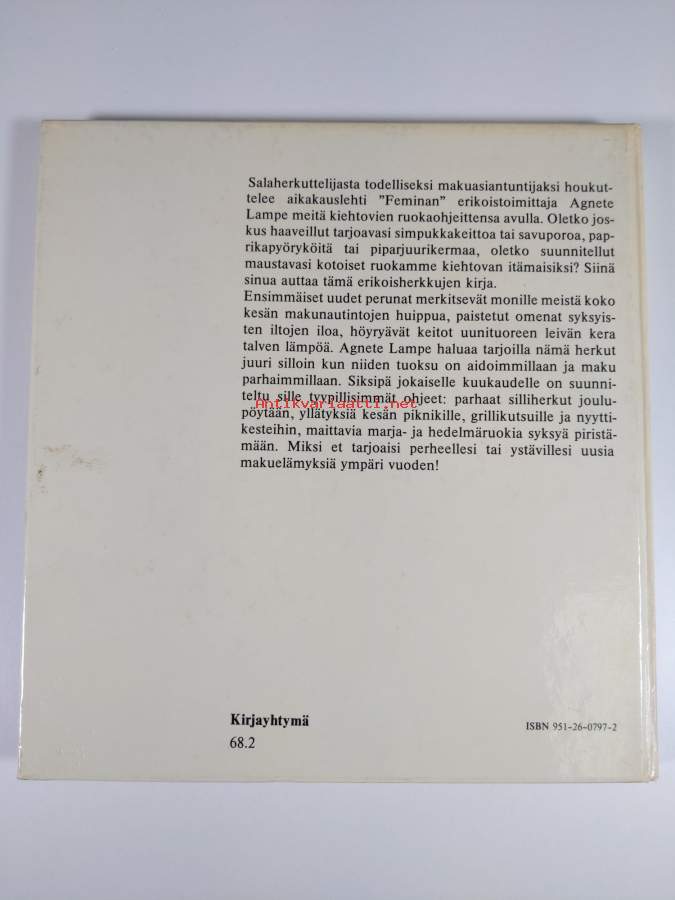 Salaherkuttelijasta todelliseksi makuasiantuntijaksi houkut-
telee aikakauslehti ”Feminan” erikoistoimittaja Agnete
Lampe meitä kiehtovien ruokaohjeittensa avulla. Oletko jos-
kus haaveillut tarjoavasi simpukkakeittoa tai savuporoa, pap-
rikapyöryköitä tai piparjuurikermaa, oletko suunnitellut
maustavasi kotoiset ruokamme kiehtovan itämaisiksi? Siinä
sinua auttaa tämä erikoisherkkujen kirja.
Ensimmäiset uudet perunat merkitsevät monille meistä koko
kesän makunautintojen huippua, paistetut omenat syksyis-
ten iltojen iloa, höyryävät keitot uunituoreen leivän kera
talven lämpöä. Agnete Lampe haluaa tarjoilla nämä herkut
juuri silloin kun niiden tuoksu on aidoimmillaan ja maku
parhaimmillaan. Siksipä jokaiselle kuukaudelle on suunni-
teltu sille tyypillisimmät ohjeet: parhaat silliherkut joulu-
Antikvariaatti.net
pöytään, yllätyksiä kesän piknikille, grillikutsuille ja nyytti-
kesteihin, maittavia marja- ja hedelmäruokia syksyä piristä-
mään. Miksi et tarjoaisi perheellesi tai ystävillesi uusia
makuelämyksiä ympäri vuoden!
Kirjayhtymä
68.2
ISBN 951-26-0797-2